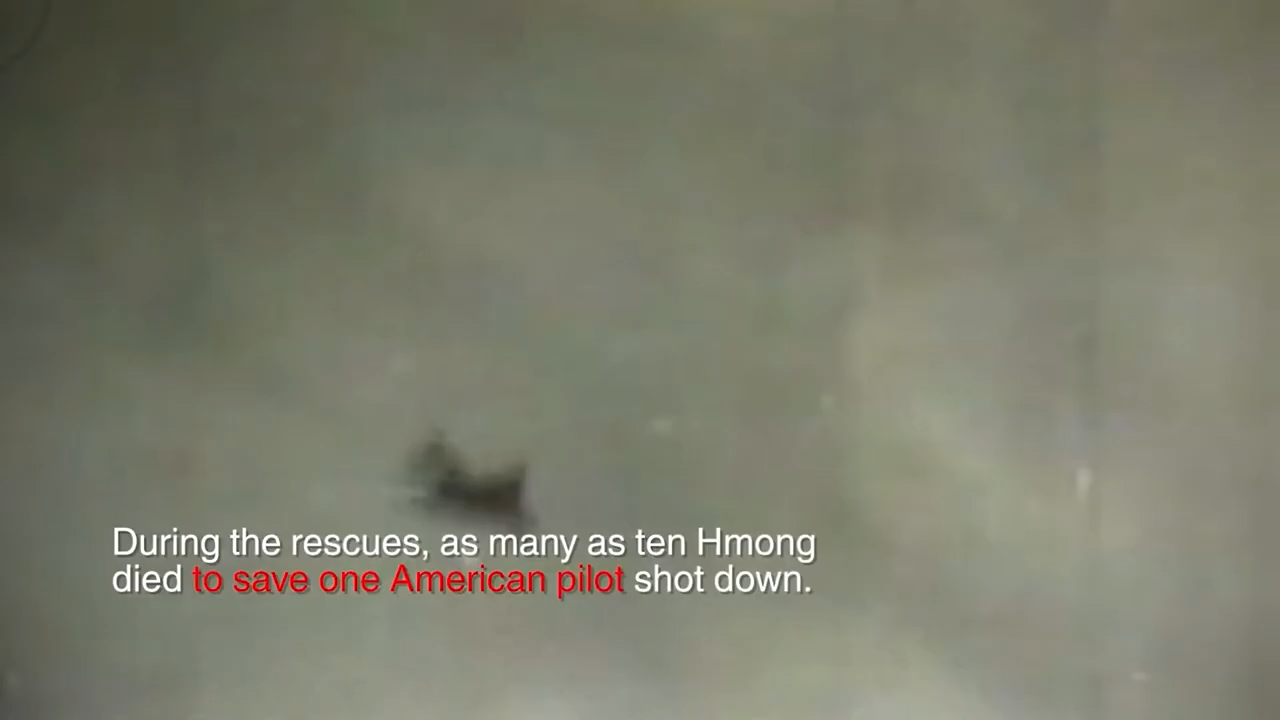 During the rescues, as many as ten Hmong
died to save one American pilot shot down.